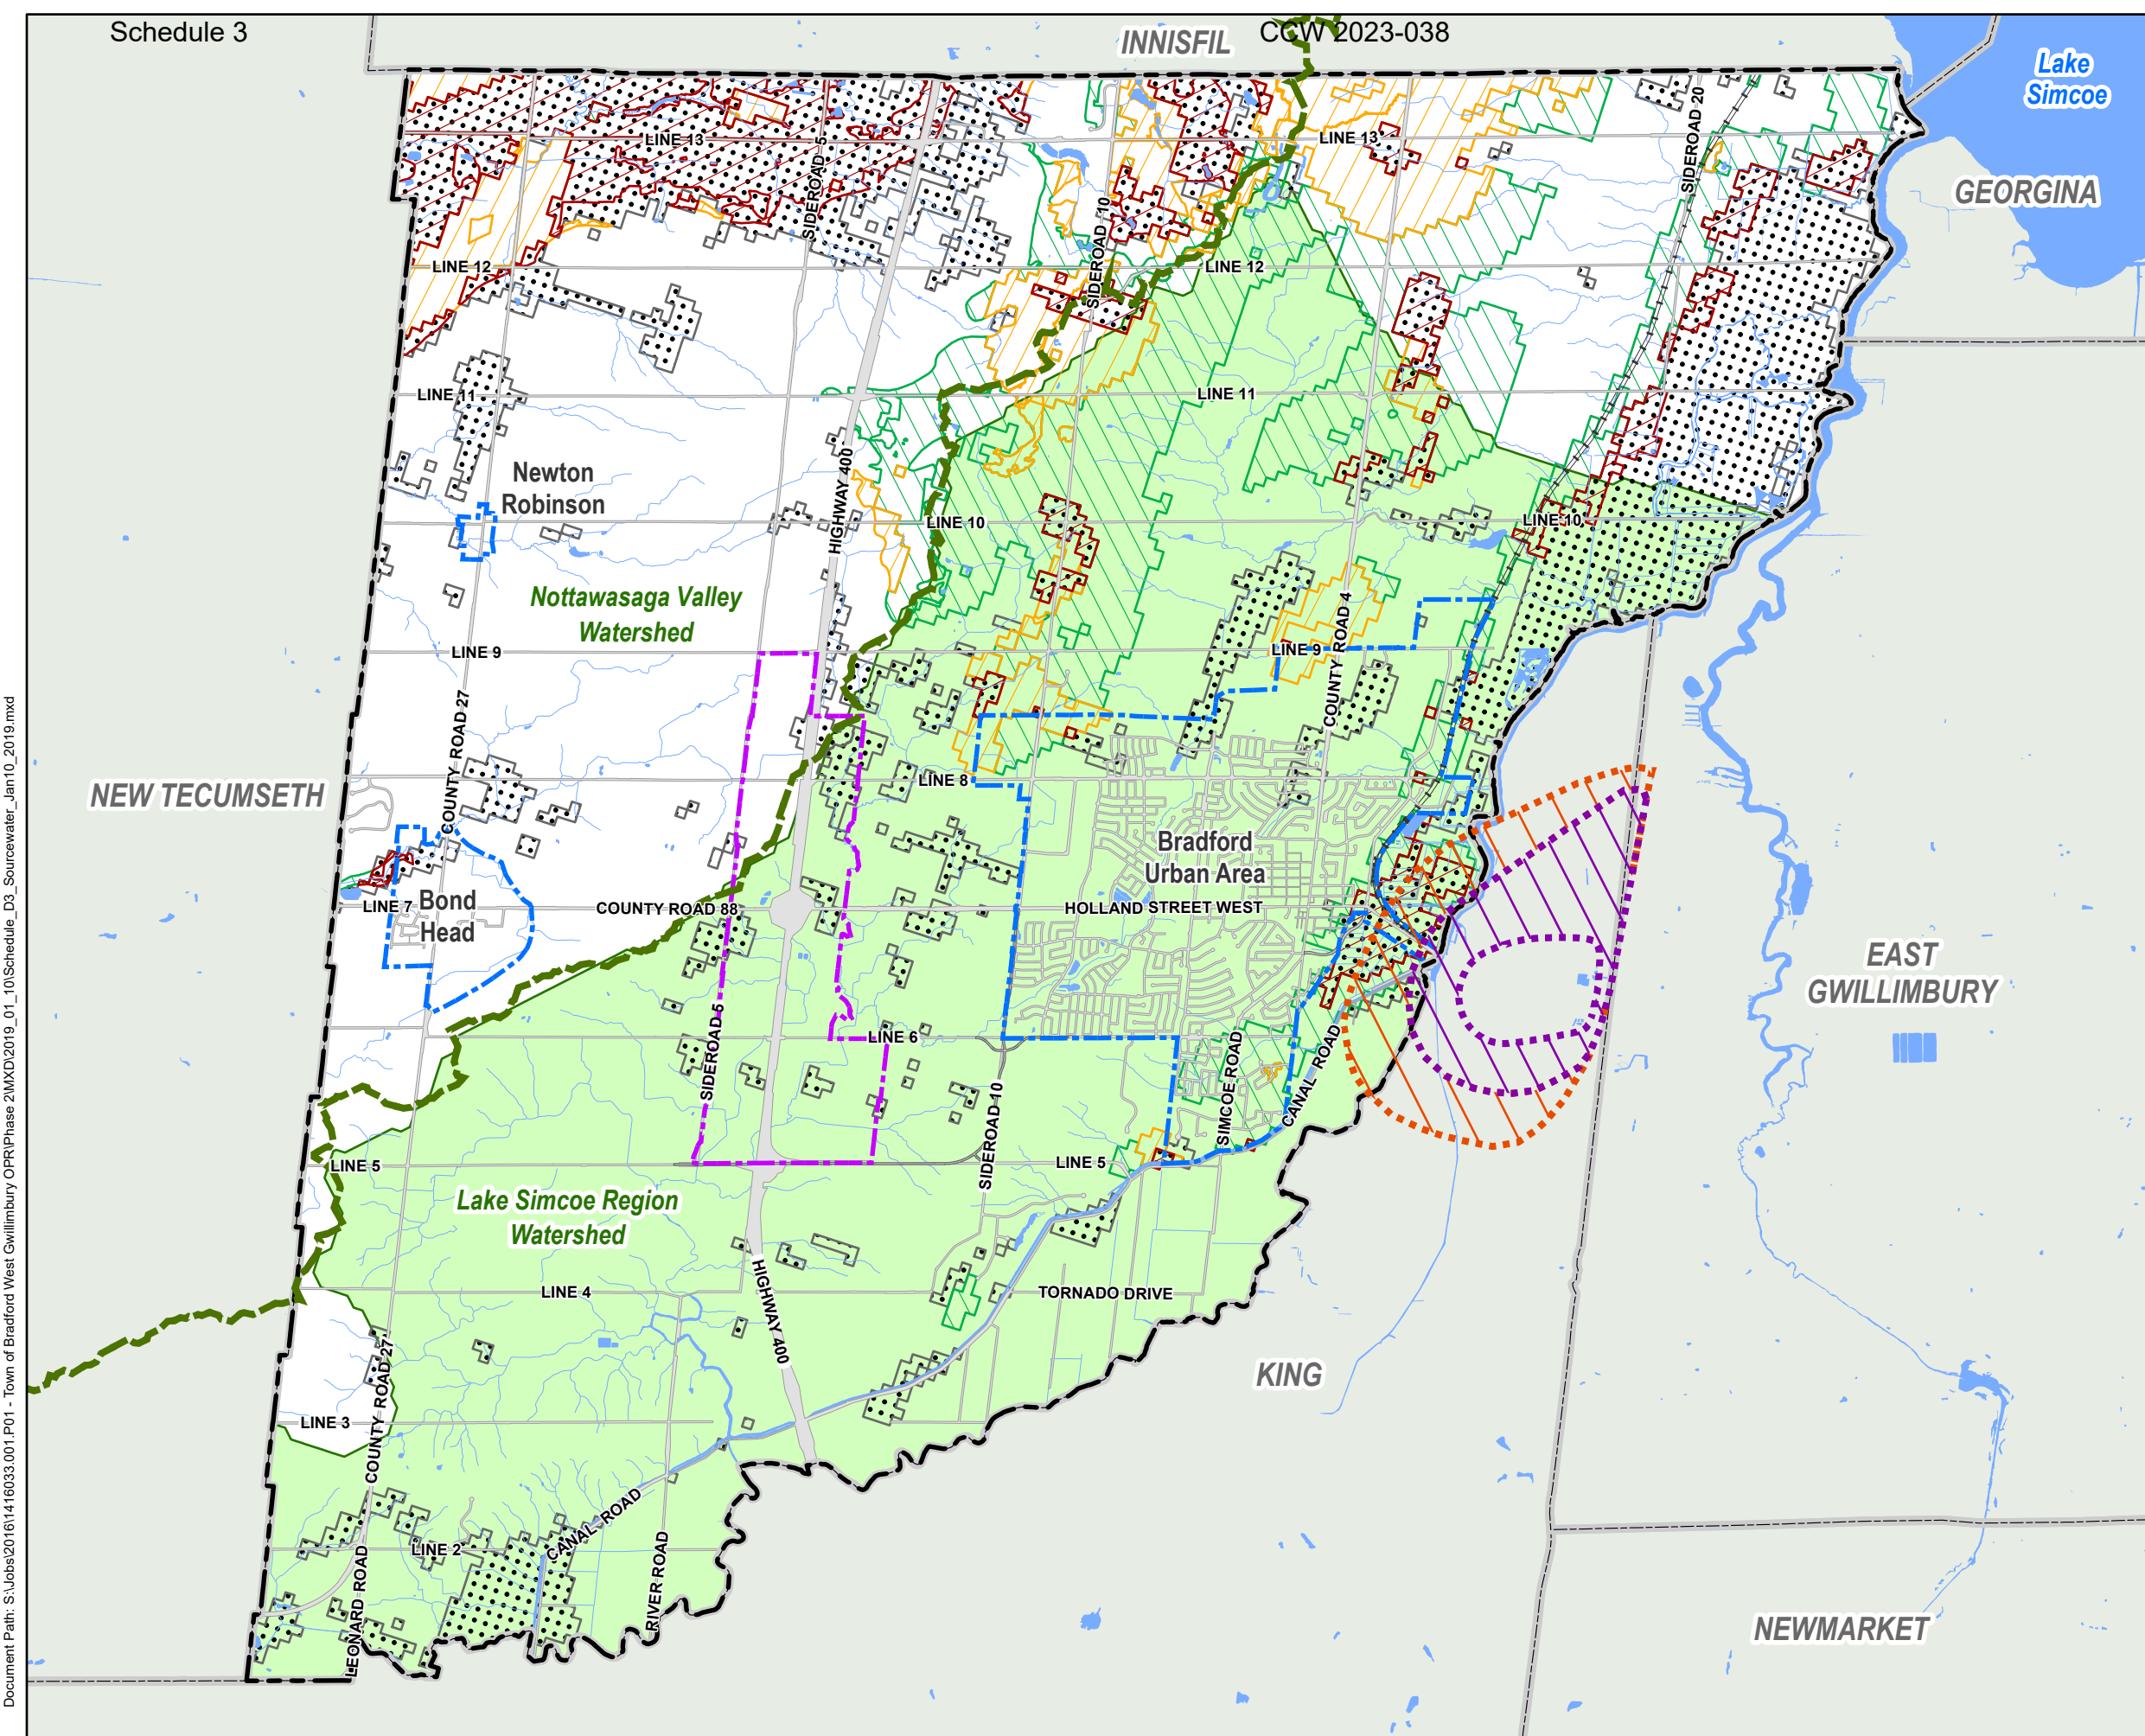 Schedule 3
CCW 2023-038
INNISFIL
Lake
Simcoe
GEORGINA
SIDEROAD 20
LINE 13
LINE 13
SIDEROAD 5
SIDEROAD 10
LINE 12
LINE 12
LINE 11
LINE 11
Newton
Robinson
HIGHWAY 400
LINE 10
LINE 10
Nottawasaga Valley
Watershed
LINE 9
LINE 9
COUNTY ROAD 4
COUNTY ROAD 27
NEW TECUMSETH
LINE 8
Bradford
Urban Area
LINE 7
Bond
Head
COUNTY ROAD 88
HOLLAND STREET WEST
EAST
GWILLIMBURY
SIDEROAD 5
LINE 6
SIMCOE ROAD
CANAL ROAD
SIDEROAD 10
LINE 5
LINE 5
Lake Simcoe Region
Watershed
LINE 4
HIGHWAY 400
TORNADO DRIVE
KING
COUNTY ROAD 27
LINE 3
CANAL ROAD
LINE 2
LEONARD ROAD
RIVER ROAD
NEWMARKET
Document Path: S:\Jobs\2016\1416033.001.P01 - Town of Bradford West Gwillimbury OPR\Phase 2\MXD\2019_01_10\Schedule_D3_Sourcewater_Jan10_2019.mxd